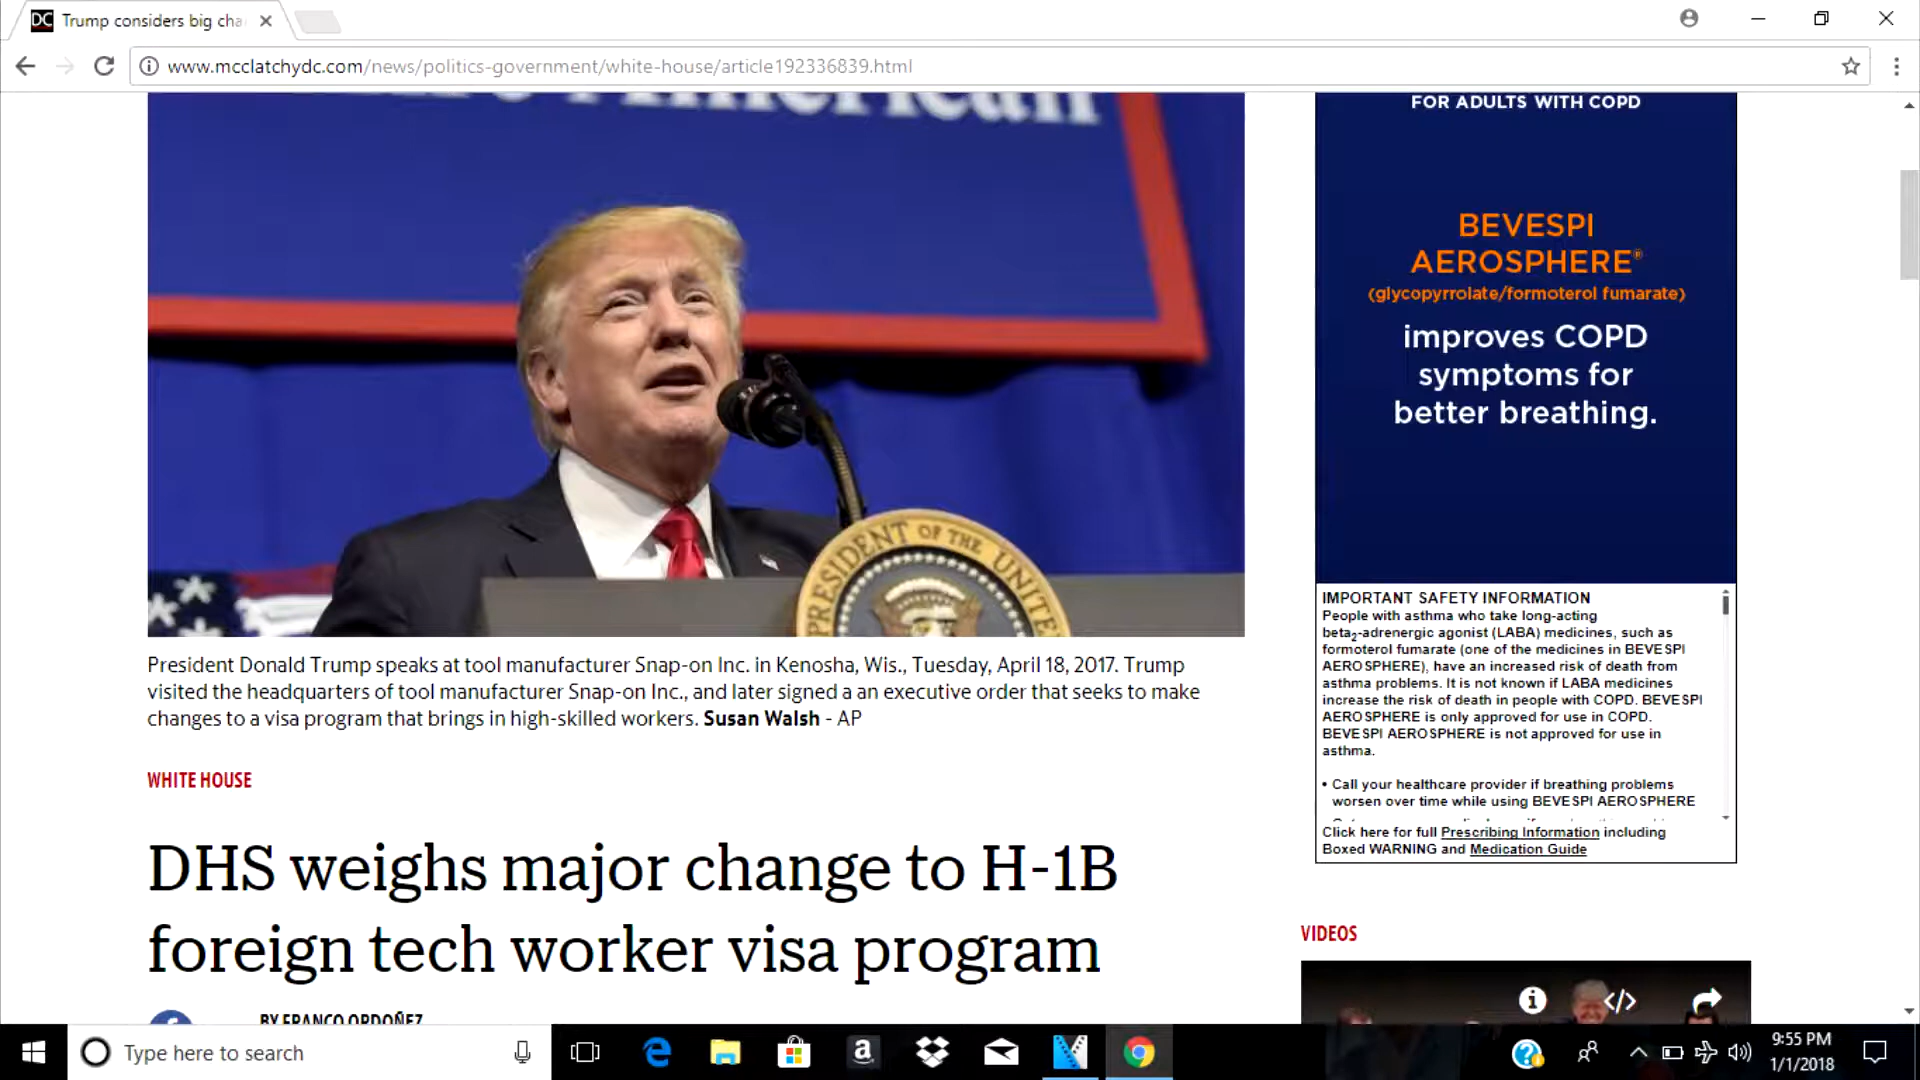 DC Trump considers big cha
www.mcclatchydc.com/news/politics-government/white-house/article192336839.html
American
PRESIDENT OF THE UNITE
President Donald Trump speaks at tool manufacturer Snap-on Inc. in Kenosha, Wis., Tuesday, April 18, 2017. Trump
visited the headquarters of tool manufacturer Snap-on Inc., and later signed a an executive order that seeks to make
changes to a visa program that brings in high-skilled workers. Susan Walsh - AP
WHITE HOUSE
DHS weighs major change to H-1B
foreign tech worker visa program
BY FRANCO ORDOÑEZ
FOR ADULTS WITH COPD
BEVESPI
AEROSPHERE®
(glycopyrrolate/formoterol fumarate)
improves COPD
symptoms for
better breathing.
IMPORTANT SAFETY INFORMATION
People with asthma who take long-acting
beta2-adrenergic agonist (LABA) medicines, such as
formoterol fumarate (one of the medicines in BEVESPI
AEROSPHERE), have an increased risk of death from
asthma problems. It is not known if LABA medicines
increase the risk of death in people with COPD. BEVESPI
AEROSPHERE is only approved for use in COPD.
BEVESPI AEROSPHERE is not approved for use in
asthma.
• Call your healthcare provider if breathing problems
worsen over time while using BEVESPI AEROSPHERE
Click here for full Prescribing Information including
Boxed WARNING and Medication Guide
VIDEOS
Type here to search
9:55 PM
1/1/2018